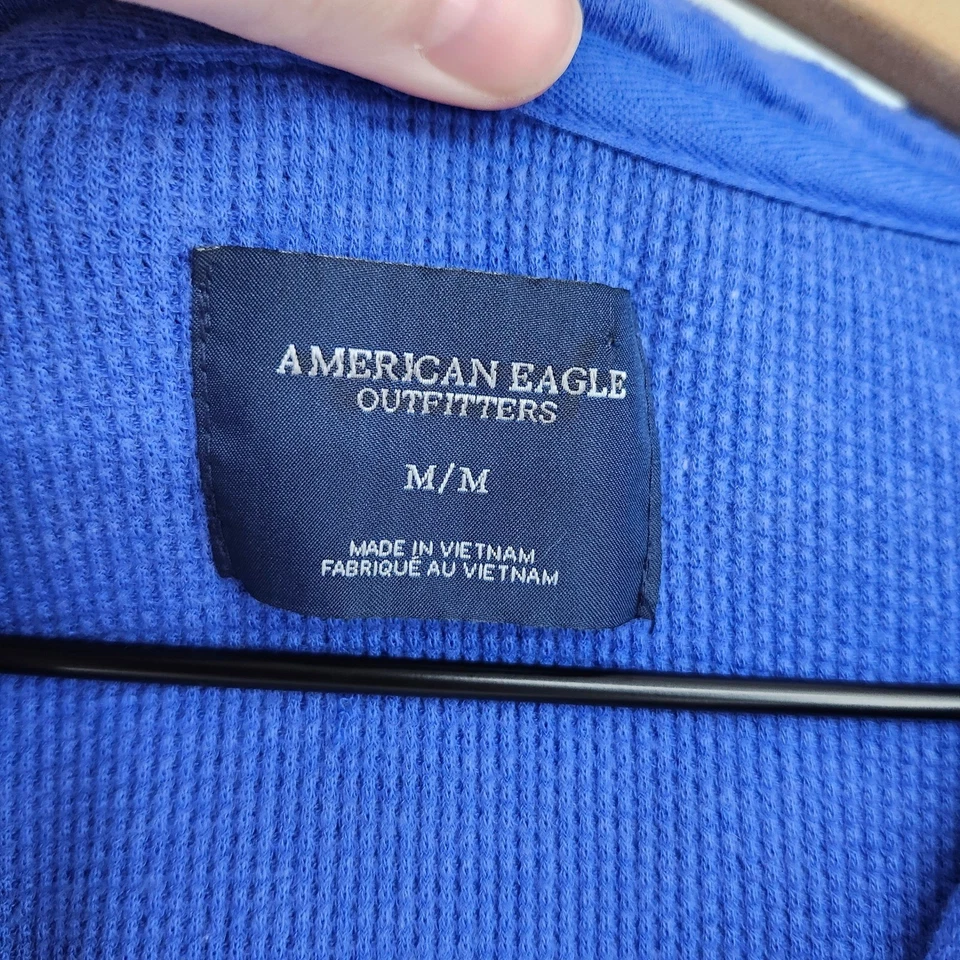 AMERICAN EAGLE
OUTFITTERS
M/M
MADE IN VIETNAM
FABRIQUÉ AU VIETNAM